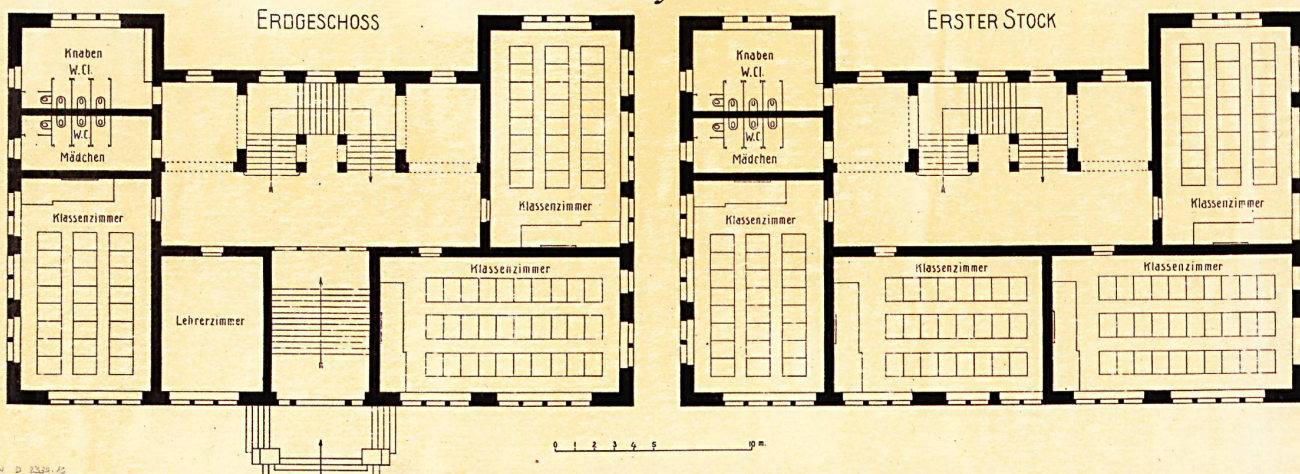 ERDGESCHOSS
Knaben
W.Cl.
W.C.
Mädchen
Klassenzimmer
Klassenzimmer
Lehrerzimmer
Klassenzimmer
A
A
ERSTER STOCK
Knaben
W.Cl.
W.C.
Mädchen
Klassenzimmer
Klassenzimmer
Klassenzimmer
Klassenzimmer
A
0 1 2 3 4 5 10 m.